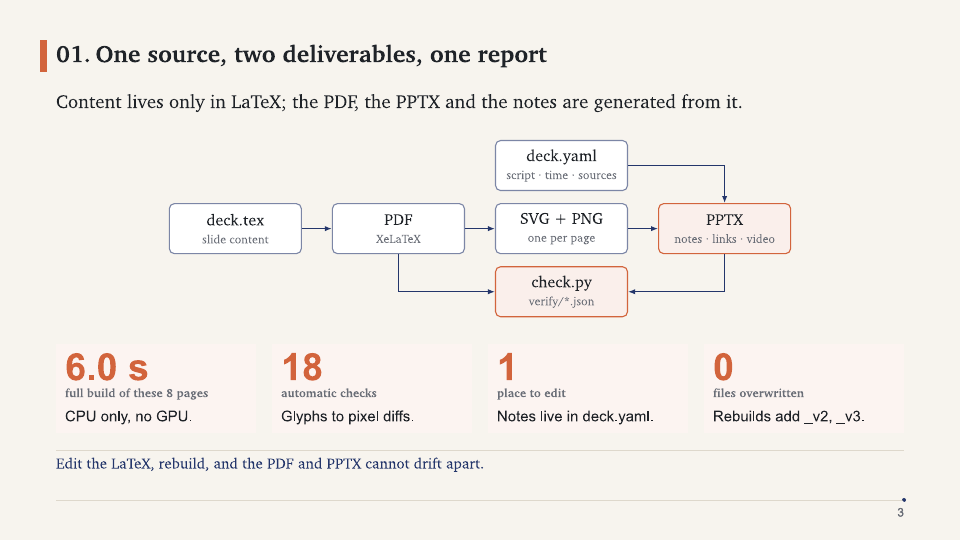 01. One source, two deliverables, one report
Content lives only in LaTeX; the PDF, the PPTX and the notes are generated from it.
deck.yaml
script · time · sources
deck.tex
slide content
PDF
XeLaTeX
SVG + PNG
one per page
PPTX
notes · links · video
check.py
verify/*.json
6.0 s
full build of these 8 pages
CPU only, no GPU.
18
automatic checks
Glyphs to pixel diffs.
1
place to edit
Notes live in deck.yaml.
0
files overwritten
Rebuilds add _v2, _v3.
Edit the LaTeX, rebuild, and the PDF and PPTX cannot drift apart.
3